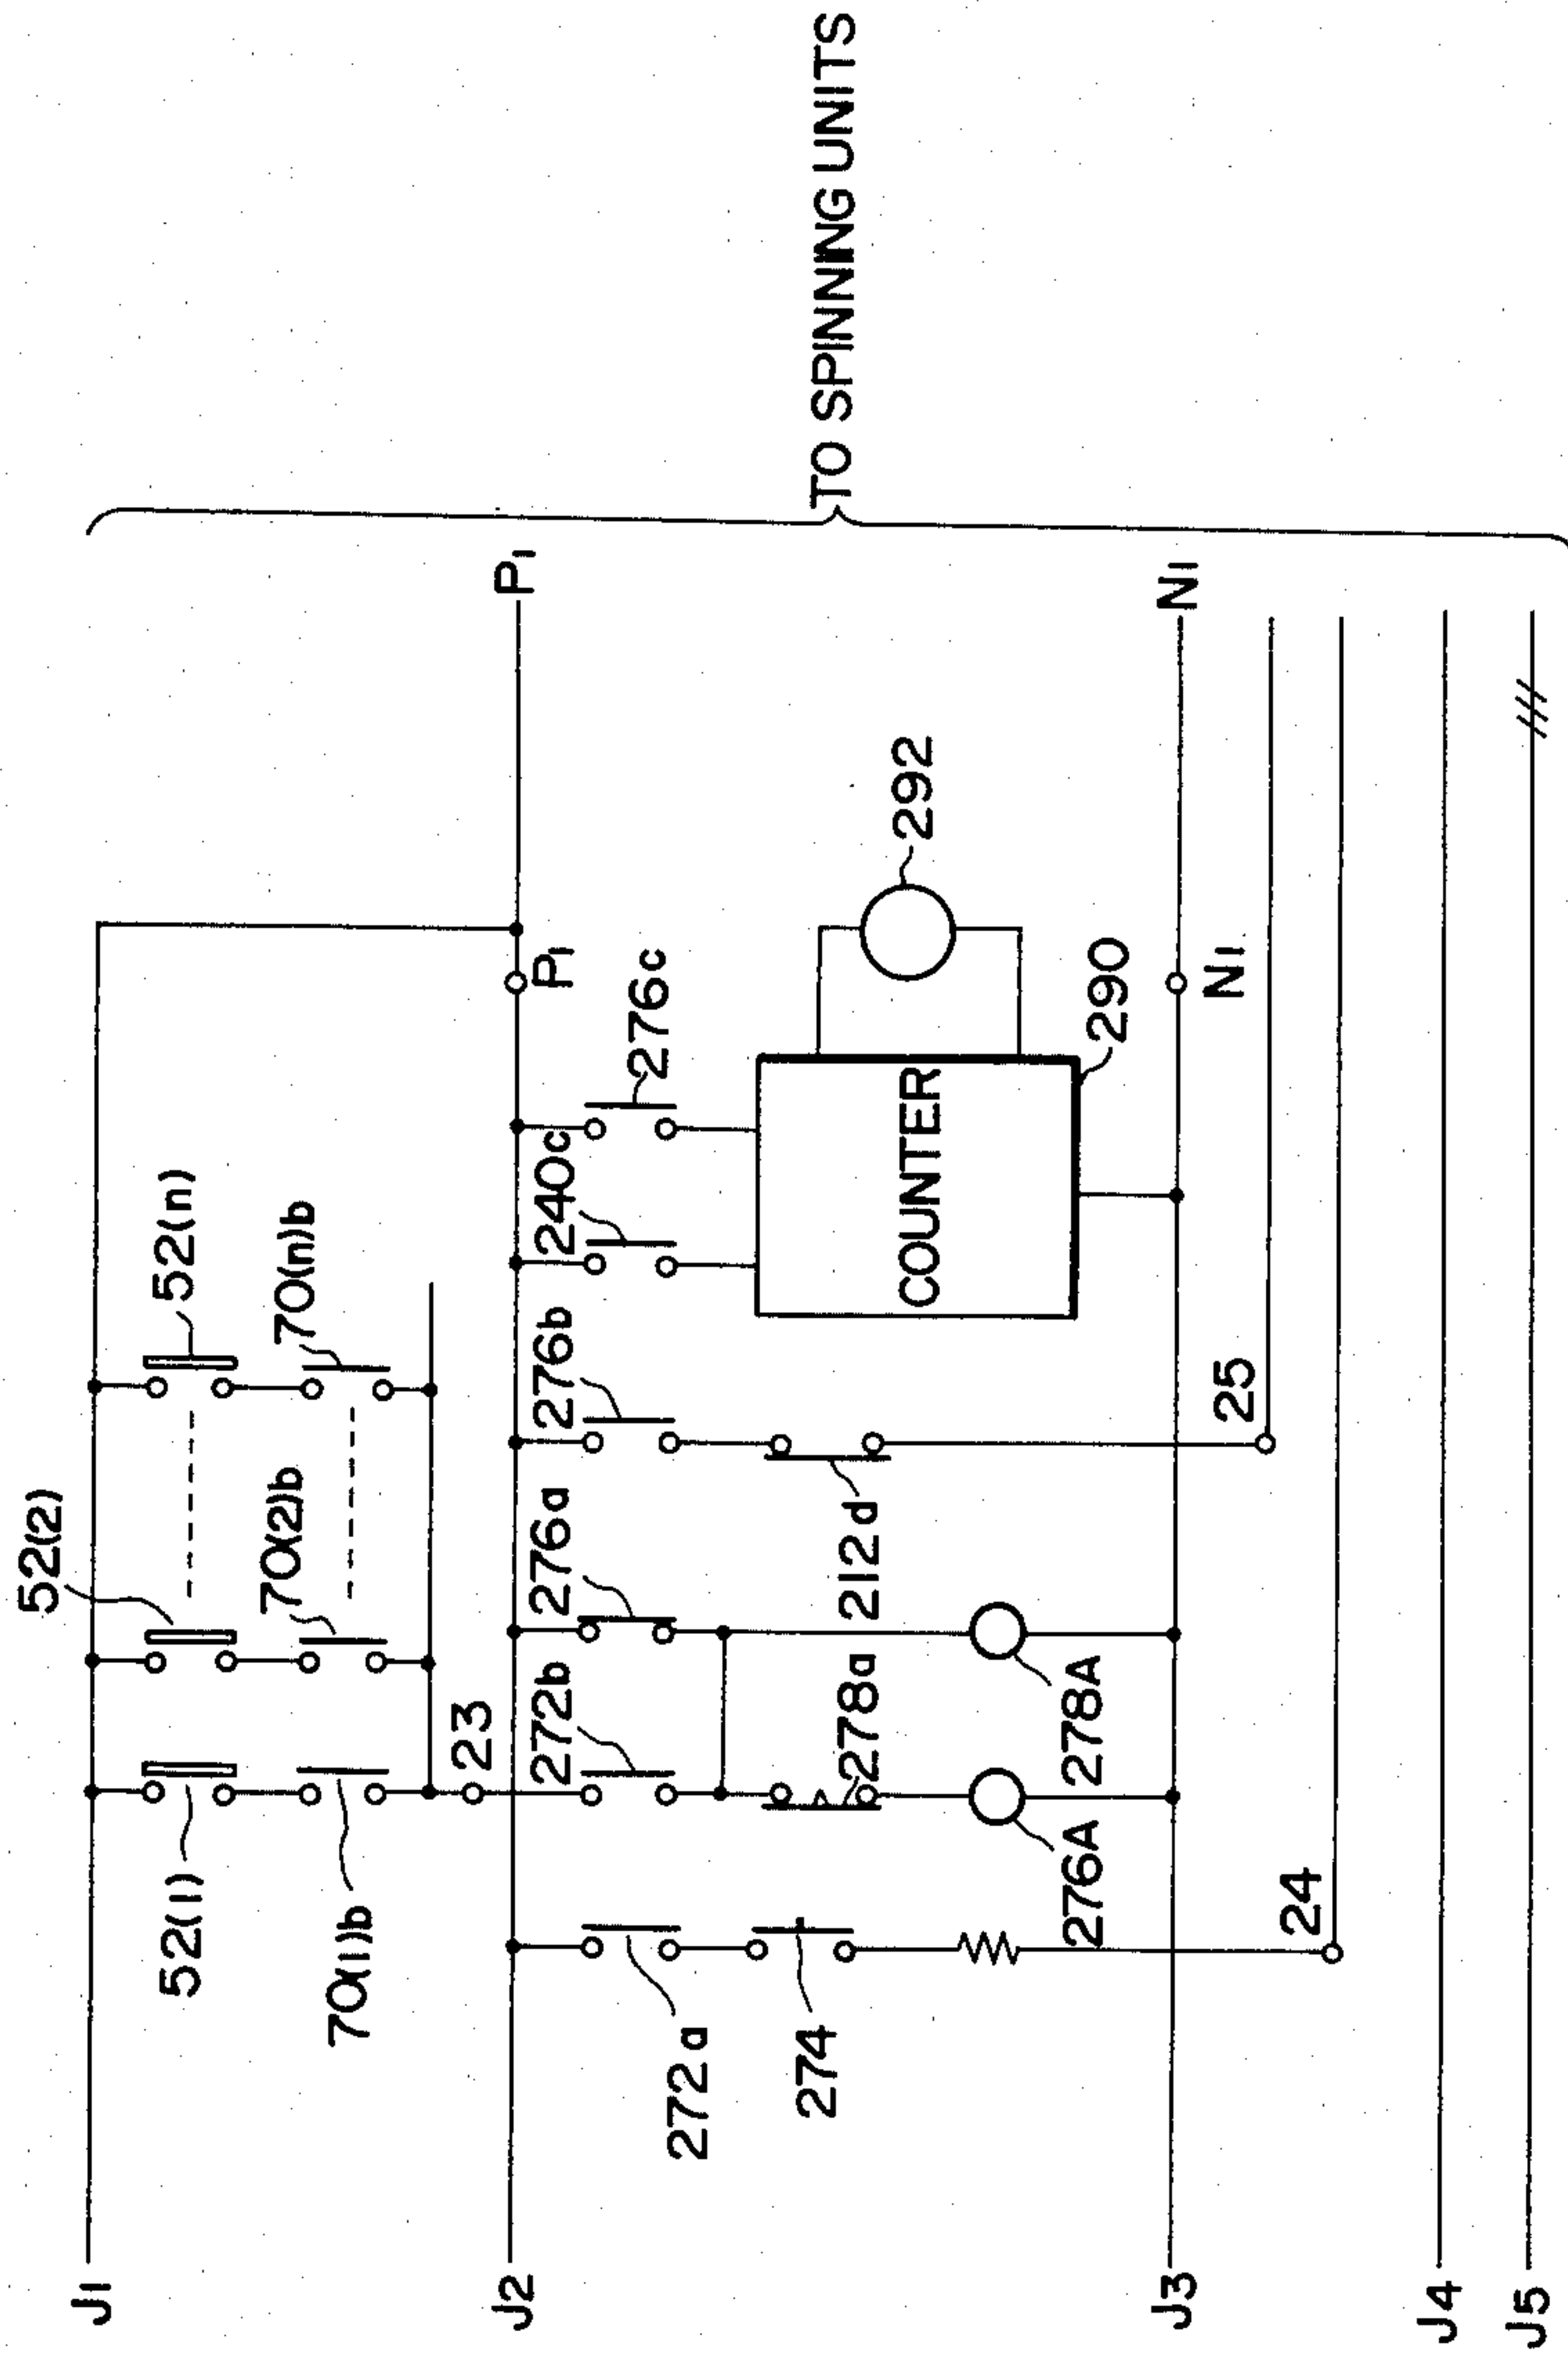 J1
52(1)
52(2)
52(n)
70(1)b
70(2)b
70(n)b
23
J2
P1
P1
272a
272b
276a
276b
240c
276c
274
278a
212d
COUNTER
292
276A
278A
290
J3
N1
N1
24
25
J4
J5
TO SPINNING UNITS